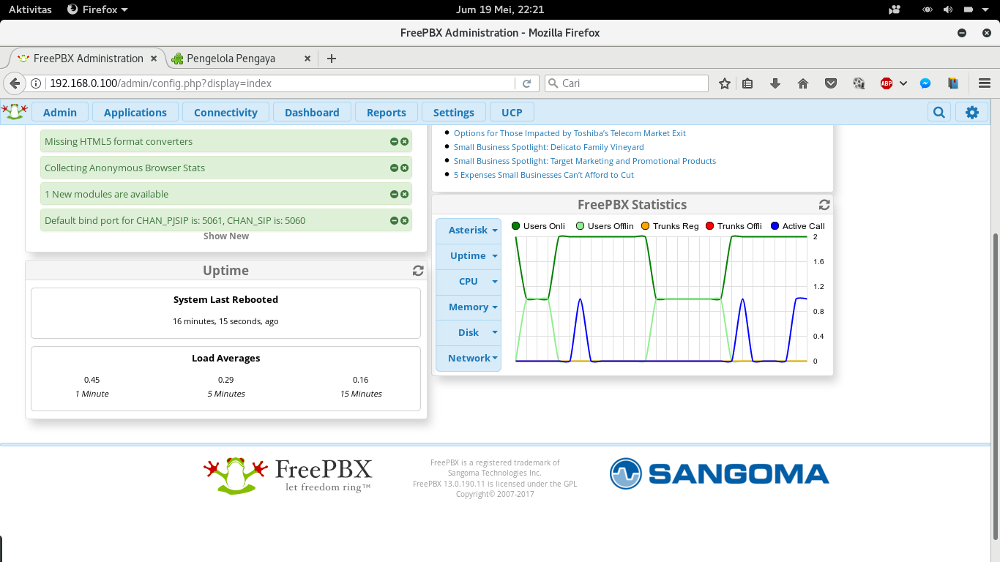 Aktivitas Firefox Jum 19 Mei, 22:21
FreePBX Administration - Mozilla Firefox
FreePBX Administration Pengelola Pengaya
192.168.0.100/admin/config.php?display=index Cari ABP
Admin Applications Connectivity Dashboard Reports Settings UCP
Missing HTML5 format converters
Collecting Anonymous Browser Stats
1 New modules are available
Default bind port for CHAN_PJSIP is: 5061, CHAN_SIP is: 5060
Show New
Uptime
System Last Rebooted
16 minutes, 15 seconds, ago
Load Averages
0.45 0.29 0.16
1 Minute 5 Minutes 15 Minutes
Options for Those Impacted by Toshiba’s Telecom Market Exit
Small Business Spotlight: Delicato Family Vineyard
Small Business Spotlight: Target Marketing and Promotional Products
5 Expenses Small Businesses Can’t Afford to Cut
FreePBX Statistics
Asterisk
Uptime
CPU
Memory
Disk
Network
Users Onli Users Offlin Trunks Reg Trunks Offli Active Call
2
1.6
1.2
0.8
0.4
0
FreePBX
let freedom ring™
FreePBX is a registered trademark of
Sangoma Technologies Inc.
FreePBX 13.0.190.11 is licensed under the GPL
Copyright© 2007-2017
SANGOMA